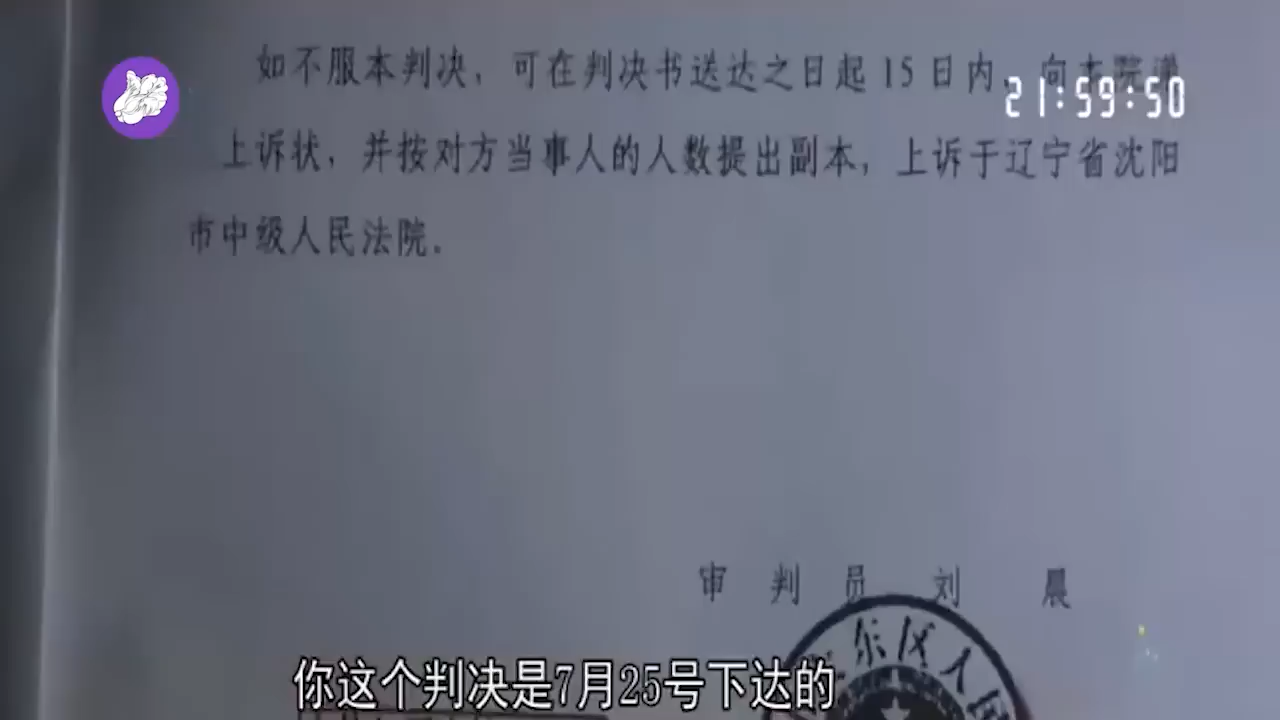 如不服本判决，可在判决书送达之日起15日内，向本院递
21:59:50
上诉状，并按对方当事人的人数提出副本，上诉于辽宁省沈阳
市中级人民法院。
审判员 刘晨
东区人民
你这个判决是7月25号下达的